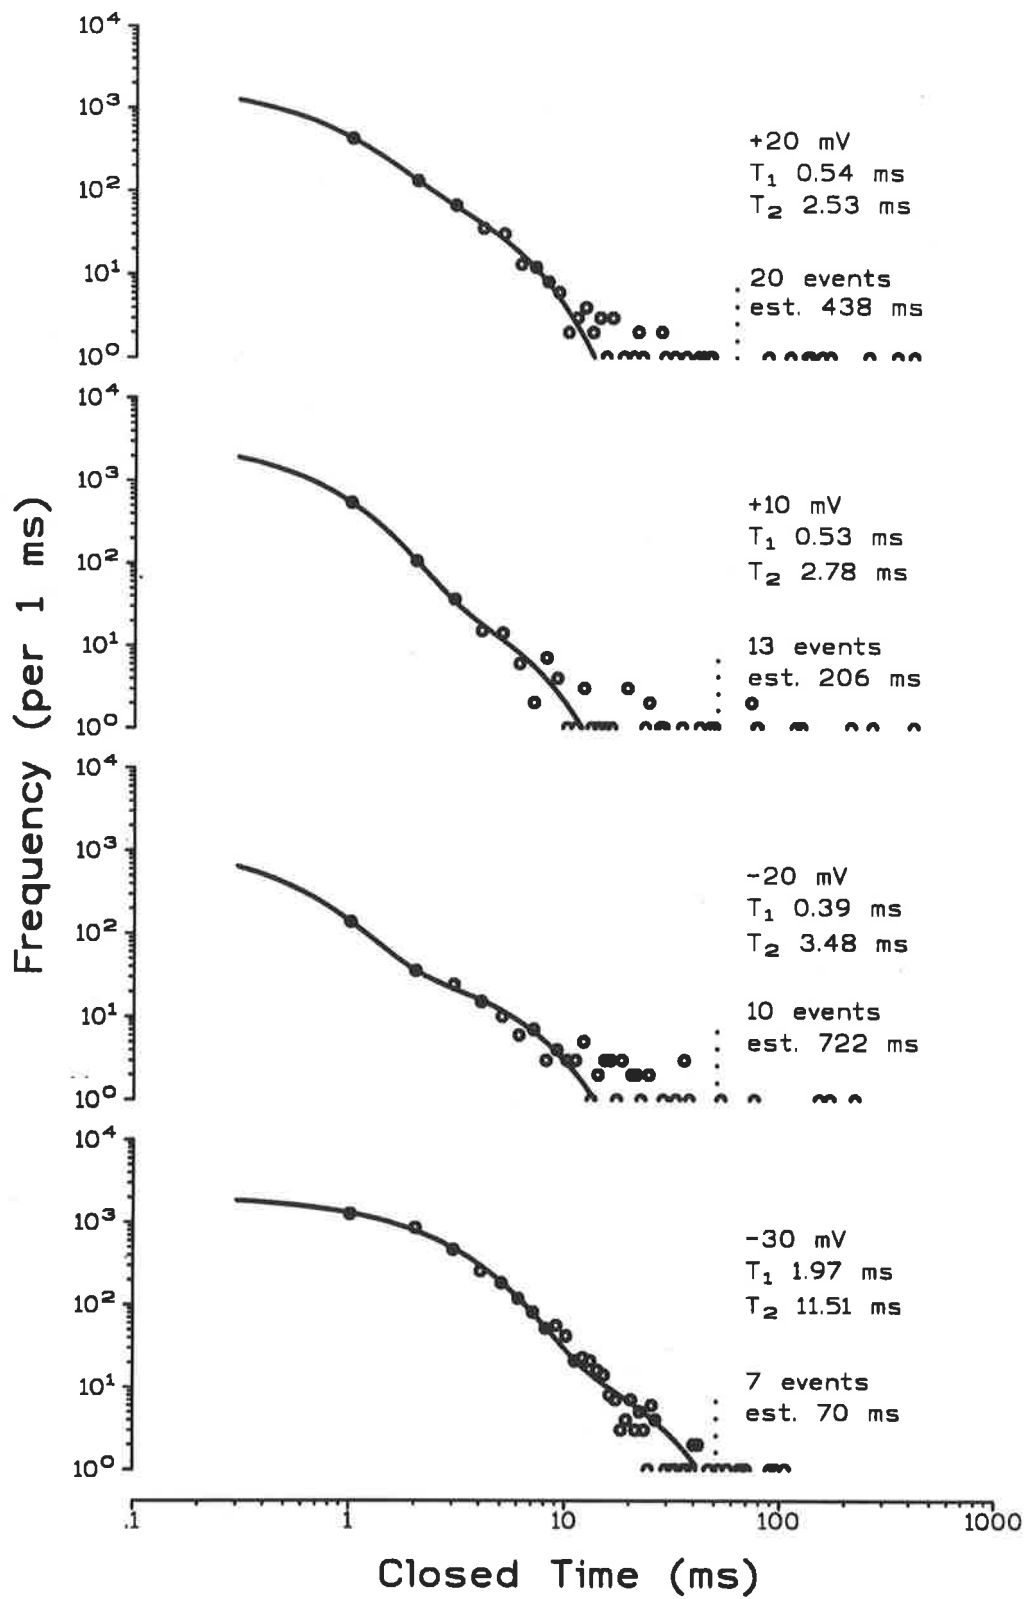 Frequency (per 1 ms)
10⁴
10³
10²
10¹
10⁰
+20 mV
T₁ 0.54 ms
T₂ 2.53 ms
20 events
est. 438 ms
10⁴
10³
10²
10¹
10⁰
+10 mV
T₁ 0.53 ms
T₂ 2.78 ms
13 events
est. 206 ms
10⁴
10³
10²
10¹
10⁰
-20 mV
T₁ 0.39 ms
T₂ 3.48 ms
10 events
est. 722 ms
10⁴
10³
10²
10¹
10⁰
-30 mV
T₁ 1.97 ms
T₂ 11.51 ms
7 events
est. 70 ms
.1 1 10 100 1000
Closed Time (ms)